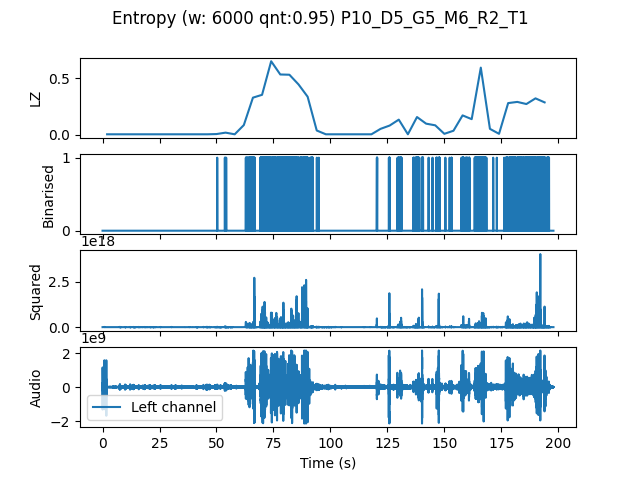 Entropy (w: 6000 qnt:0.95) P10_D5_G5_M6_R2_T1
0.5
0.0
LZ
1
0
Binarised
1e18
2.5
0.0
Squared
1e9
2
0
−2
Audio
Left channel
0 25 50 75 100 125 150 175 200
Time (s)